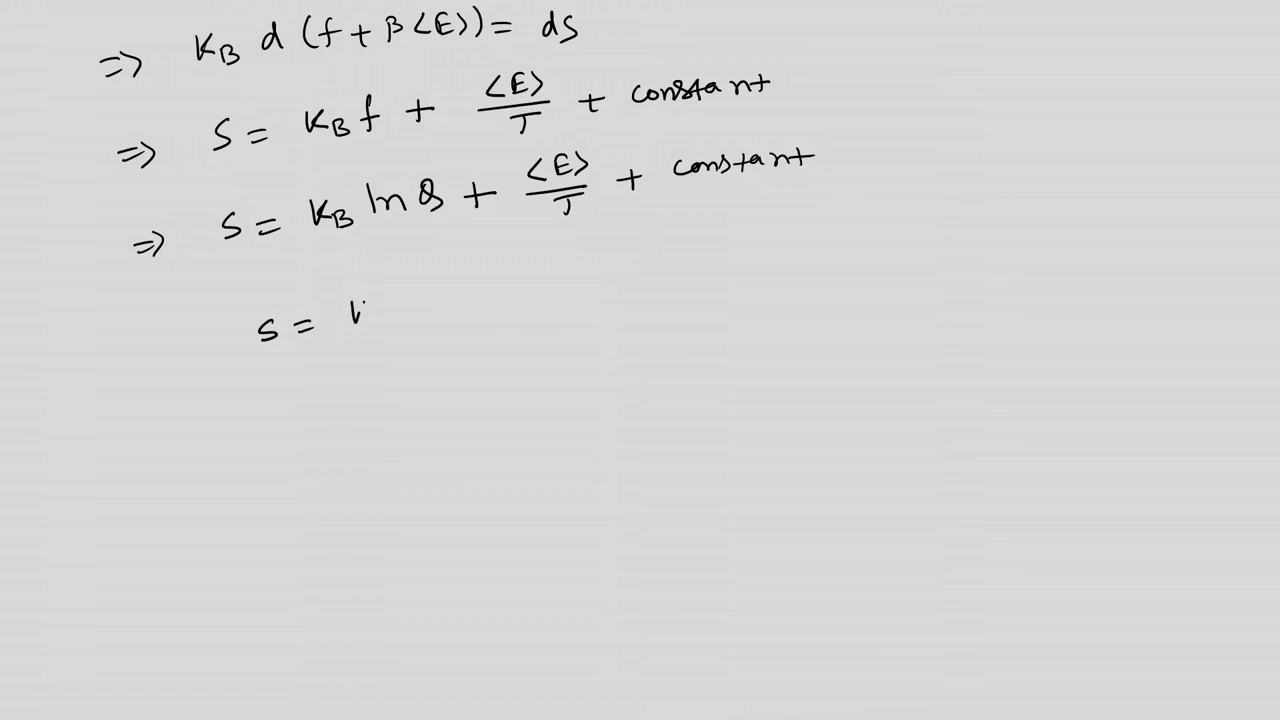 => K_B d (f + β<E>) = dS
=> S = K_B f + <E>/T + constant
=> S = K_B ln Q + <E>/T + constant
S =